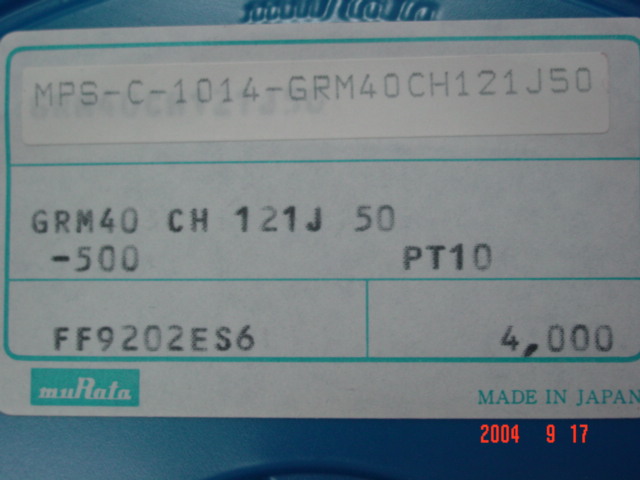 muRata
MPS-C-1014-GRM40CH121J50
GRM40 CH 121J 50
-500 PT10
FF9202ES6 4,000
muRata
MADE IN JAPAN
2004 9 17